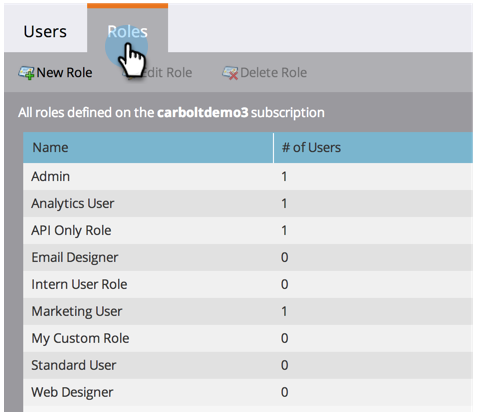 Users Roles
New Role Edit Role Delete Role
All roles defined on the carboltdemo3 subscription
Name # of Users
Admin 1
Analytics User 1
API Only Role 1
Email Designer 0
Intern User Role 0
Marketing User 1
My Custom Role 0
Standard User 0
Web Designer 0